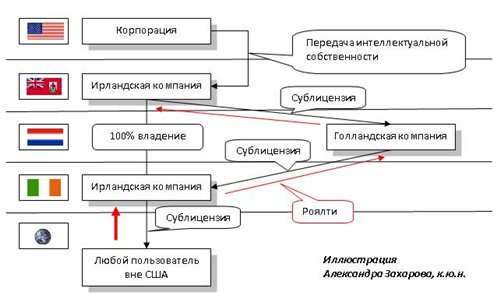 Корпорация
Передача интеллектуальной
собственности
Ирландская компания
Сублицензия
100% владение
Голландская компания
Сублицензия
Ирландская компания
Роялти
Сублицензия
Любой пользователь
вне США
Иллюстрация
Александра Захарова, к.ю.н.